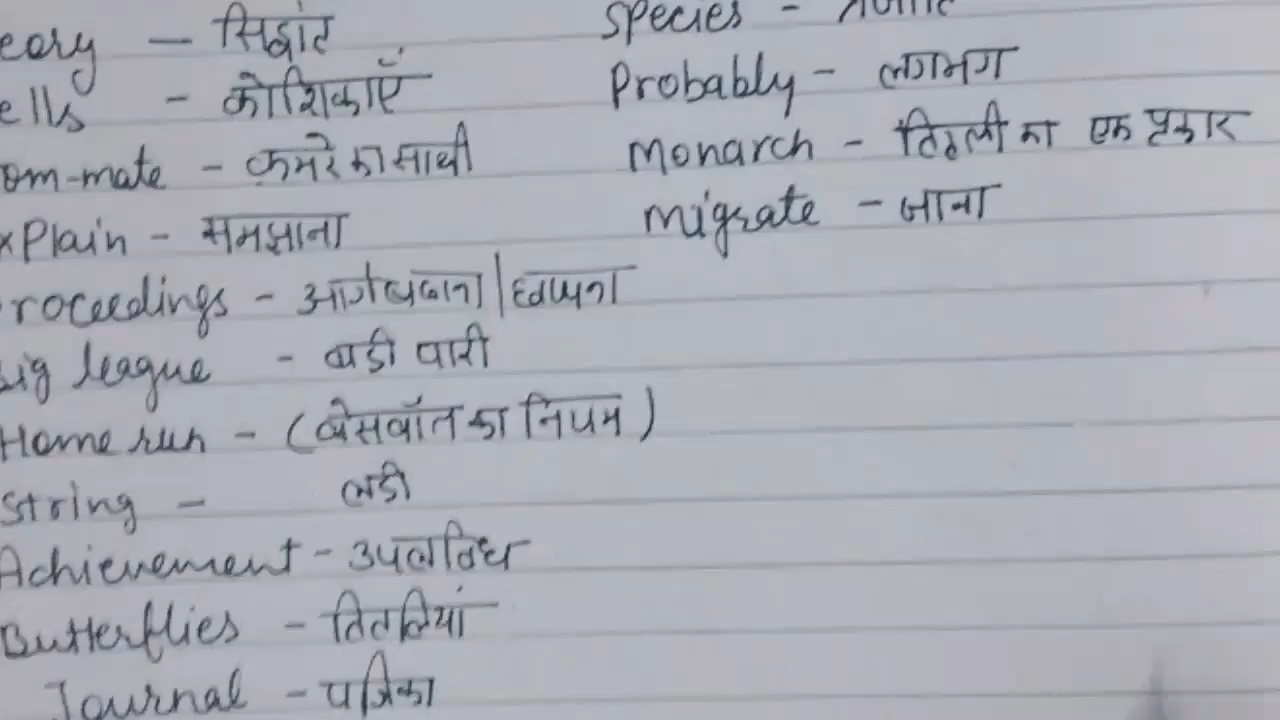 eory - सिद्धांत
ells - कोशिकाएँ
om-mate - कमरे का साथी
xplain - समझाना
roceedings - आगे बढ़ना |
ig league - बडी पारी
Home run - (बेसबॉल का नियम)
String - लडी
Achievement - उपलब्धि
Butterflies - तितलियां
Journal - पत्रिका
Species -
Probably - लगभग
Monarch - तितली का एक प्रकार
Migrate - जाना